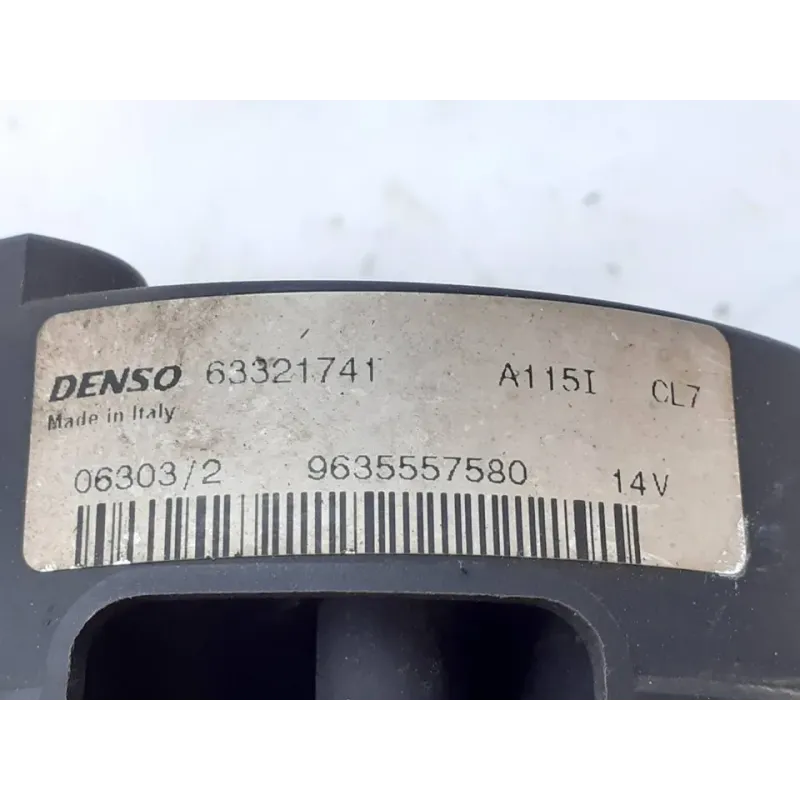 DENSO 63321741 A115I CL7
Made in Italy
06303/2 9635557580 14V